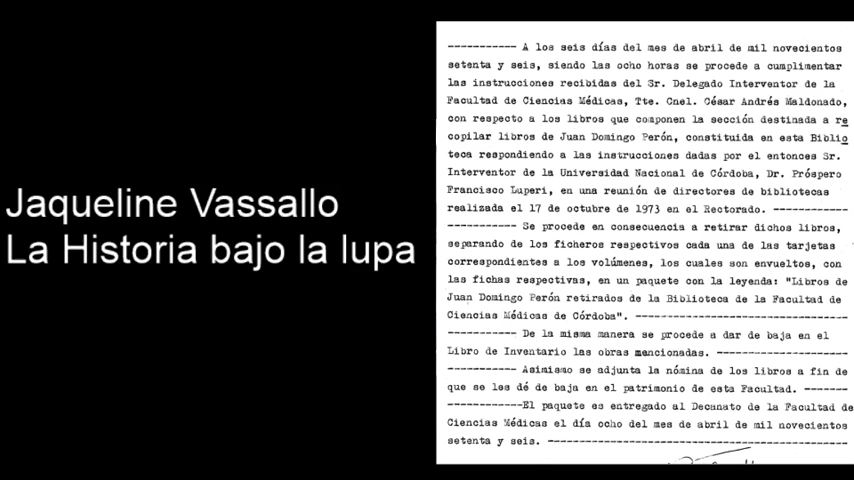 Jaqueline Vassallo
La Historia bajo la lupa
----------- A los seis días del mes de abril de mil novecientos
setenta y seis, siendo las ocho horas se procede a cumplimentar
las instrucciones recibidas del Sr. Delegado Interventor de la
Facultad de Ciencias Médicas, Tte. Cnel. César Andrés Maldonado,
con respecto a los libros que componen la sección destinada a re
copilar libros de Juan Domingo Perón, constituida en esta Biblio
teca respondiendo a las instrucciones dadas por el entonces Sr.
Interventor de la Universidad Nacional de Córdoba, Dr. Próspero
Francisco Luperi, en una reunión de directores de bibliotecas
realizada el 17 de octubre de 1973 en el Rectorado. -----------
----------- Se procede en consecuencia a retirar dichos libros,
separando de los ficheros respectivos cada una de las tarjetas
correspondientes a los volúmenes, los cuales son envueltos, con
las fichas respectivas, en un paquete con la leyenda: "Libros de
Juan Domingo Perón retirados de la Biblioteca de la Facultad de
Ciencias Médicas de Córdoba". ---------------------------------
----------- De la misma manera se procede a dar de baja en el
Libro de Inventario las obras mencionadas. --------------------
----------- Asimismo se adjunta la nómina de los libros a fin de
que se les dé de baja en el patrimonio de esta Facultad. -------
------------El paquete es entregado al Decanato de la Facultad de
Ciencias Médicas el día ocho del mes de abril de mil novecientos
setenta y seis. ----------------------------------------------